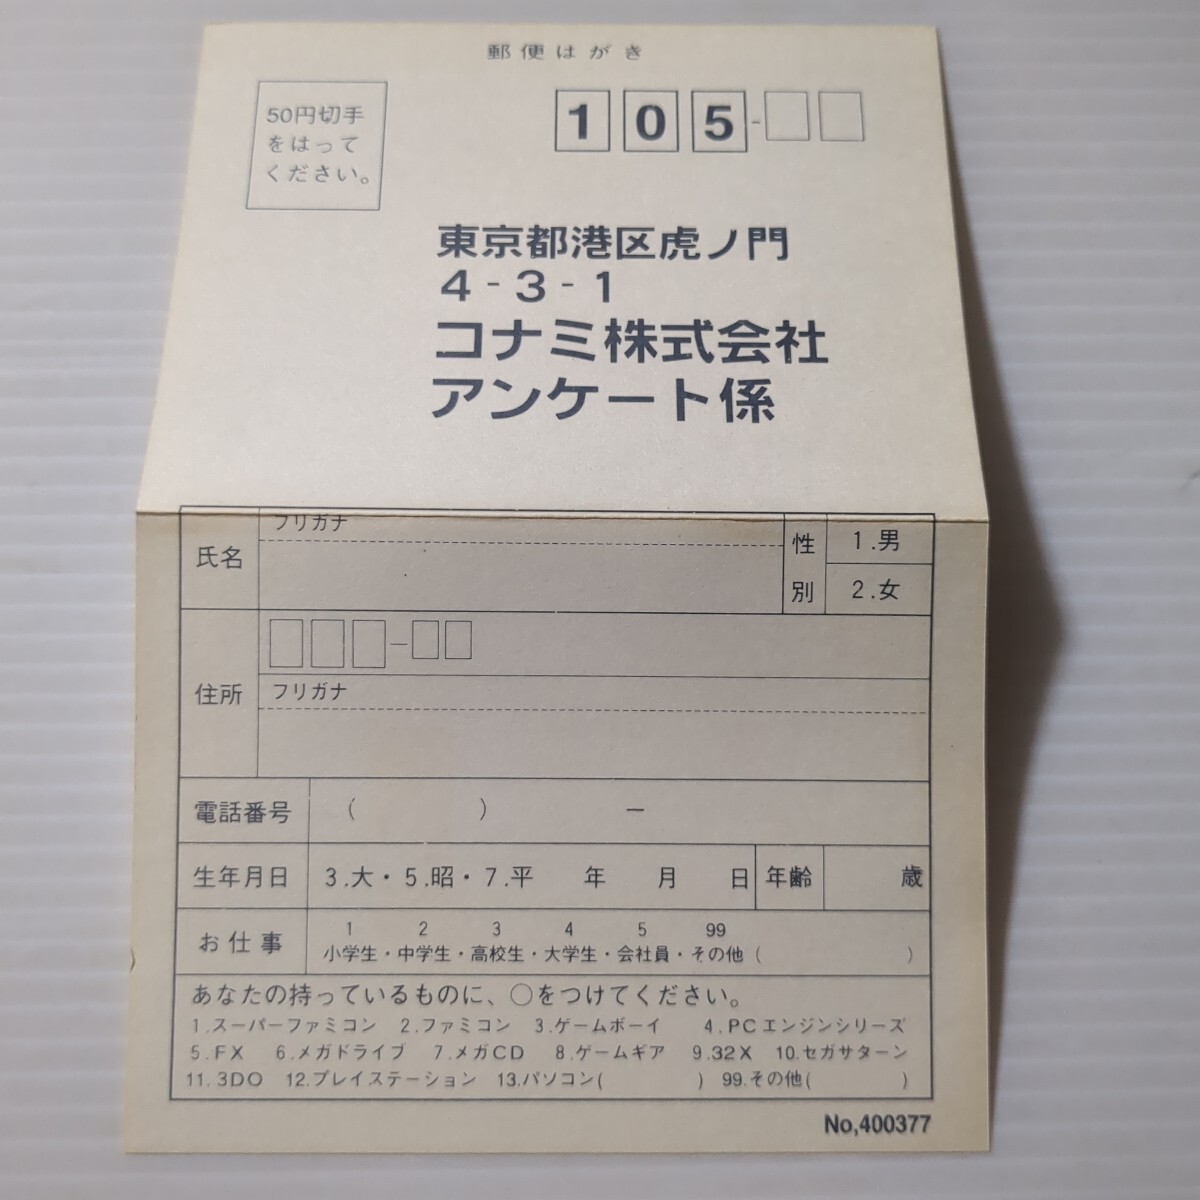 郵便はがき
50円切手
をはって
ください。
105-
東京都港区虎ノ門
4-3-1
コナミ株式会社
アンケート係
氏名
フリガナ
性別
1.男
2.女
住所
フリガナ
電話番号 ( ) ー
生年月日 3.大・5.昭・7.平 年 月 日 年齢 歳
お仕事
1 2 3 4 5 99
小学生・中学生・高校生・大学生・会社員・その他( )
あなたの持っているものに、○をつけてください。
1.スーパーファミコン 2.ファミコン 3.ゲームボーイ 4.PCエンジンシリーズ
5.FX 6.メガドライブ 7.メガCD 8.ゲームギア 9.32X 10.セガサターン
11.3DO 12.プレイステーション 13.パソコン( ) 99.その他( )
No,400377